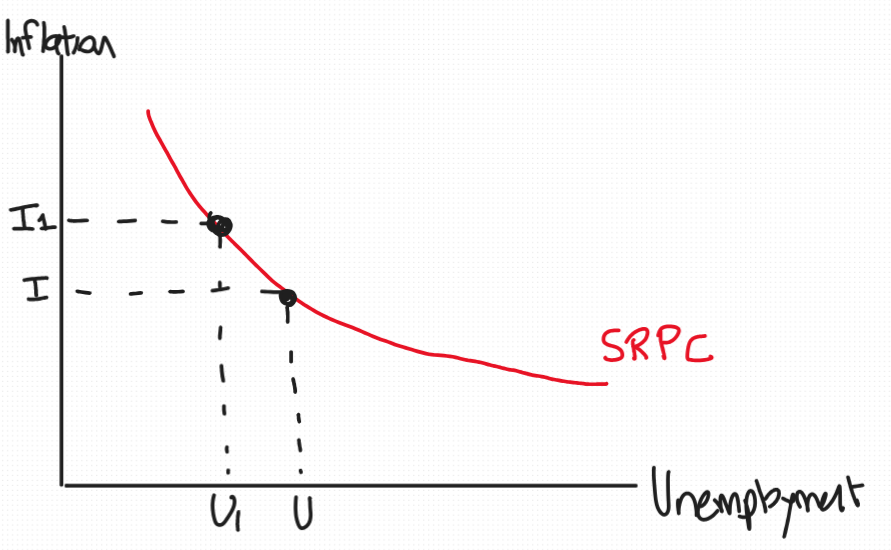 Inflation
I1
I
SRPC
U1 U
Unemployment